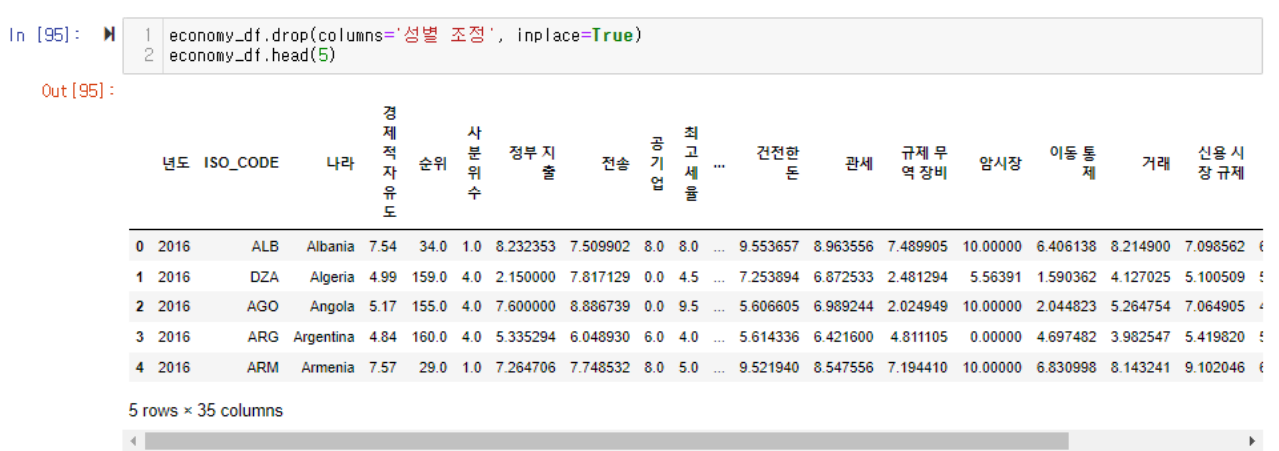 In [95]:
1 economy_df.drop(columns='성별 조정', inplace=True)
2 economy_df.head(5)
Out[95]:
년도 ISO_CODE 나라 경제적자유도 순위 사분위수 정부 지출 전송 공기업 최고세율 ... 건전한 돈 관세 규제 무역 장비 암시장 이동 통제 거래 신용 시장 규제
0 2016 ALB Albania 7.54 34.0 1.0 8.232353 7.509902 8.0 8.0 ... 9.553657 8.963556 7.489905 10.00000 6.406138 8.214900 7.098562
1 2016 DZA Algeria 4.99 159.0 4.0 2.150000 7.817129 0.0 4.5 ... 7.253894 6.872533 2.481294 5.56391 1.590362 4.127025 5.100509
2 2016 AGO Angola 5.17 155.0 4.0 7.600000 8.886739 0.0 9.5 ... 5.606605 6.989244 2.024949 10.00000 2.044823 5.264754 7.064905
3 2016 ARG Argentina 4.84 160.0 4.0 5.335294 6.048930 6.0 4.0 ... 5.614336 6.421600 4.811105 0.00000 4.697482 3.982547 5.419820
4 2016 ARM Armenia 7.57 29.0 1.0 7.264706 7.748532 8.0 5.0 ... 9.521940 8.547556 7.194410 10.00000 6.830998 8.143241 9.102046
5 rows × 35 columns